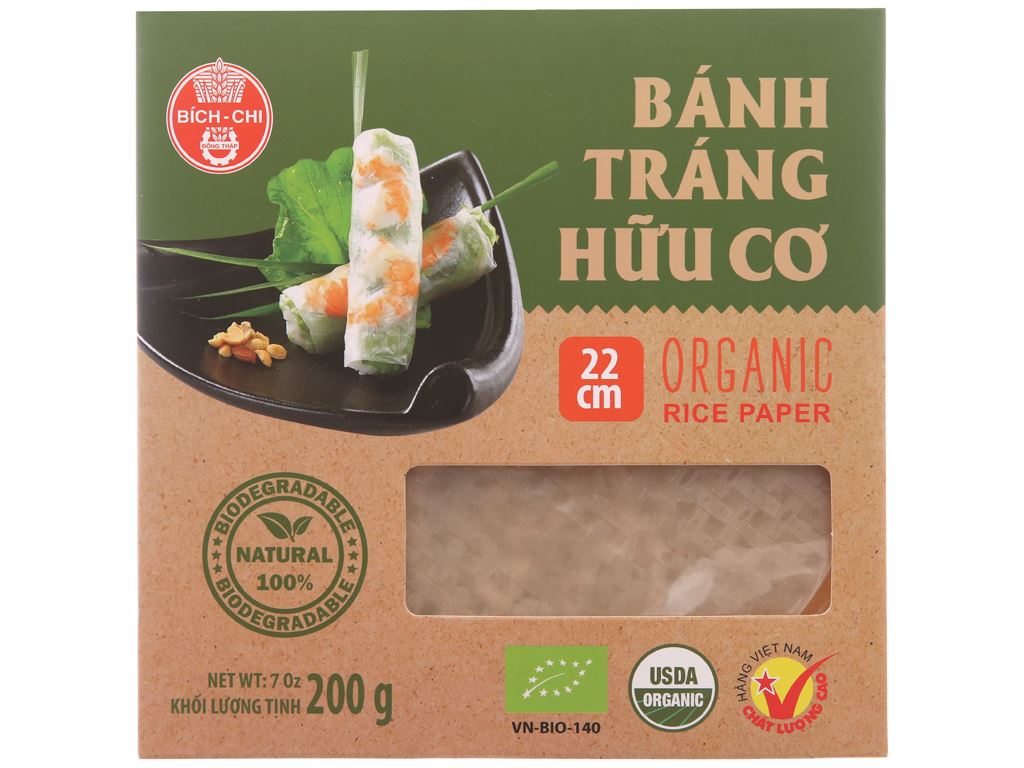 BÍCH - CHI
ĐỒNG THÁP
BÁNH
TRÁNG
HỮU CƠ
22
cm
ORGANIC
RICE PAPER
BIODEGRADABLE
NATURAL
100%
BIODEGRADABLE
NET WT: 7 Oz
KHỐI LƯỢNG TỊNH 200 g
VN-BIO-140
USDA
ORGANIC
HÀNG VIỆT NAM
CHẤT LƯỢNG CAO